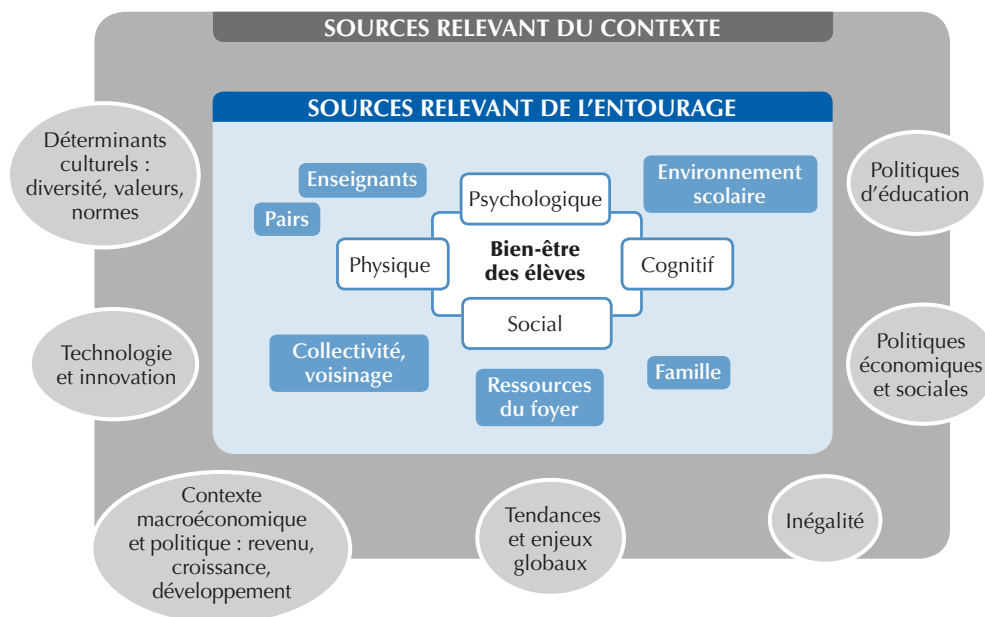 SOURCES RELEVANT DU CONTEXTE
SOURCES RELEVANT DE L’ENTOURAGE
Déterminants
culturels :
diversité, valeurs,
normes
Enseignants
Pairs
Psychologique
Environnement
scolaire
Politiques
d’éducation
Physique
Bien-être
des élèves
Cognitif
Social
Technologie
et innovation
Collectivité,
voisinage
Ressources
du foyer
Famille
Politiques
économiques
et sociales
Contexte
macroéconomique
et politique : revenu,
croissance,
développement
Tendances
et enjeux
globaux
Inégalité